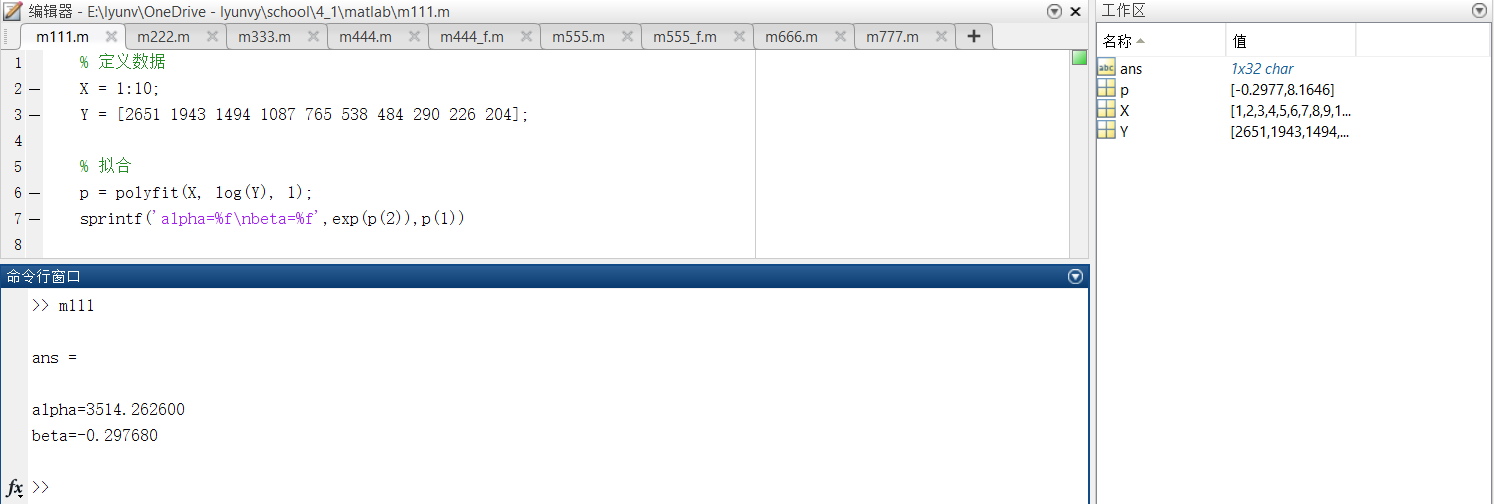 编辑器 - E:\lyunv\OneDrive - lyunvy\school\4_1\matlab\m111.m
m111.m m222.m m333.m m444.m m444_f.m m555.m m555_f.m m666.m m777.m
1 % 定义数据
2 — X = 1:10;
3 — Y = [2651 1943 1494 1087 765 538 484 290 226 204];
4
5 % 拟合
6 — p = polyfit(X, log(Y), 1);
7 — sprintf('alpha=%f\nbeta=%f',exp(p(2)),p(1))
8
命令行窗口
>> m111
ans =
alpha=3514.262600
beta=-0.297680
fx >>
工作区
名称 值
abc ans 1x32 char
p [-0.2977,8.1646]
X [1,2,3,4,5,6,7,8,9,1...
Y [2651,1943,1494,...